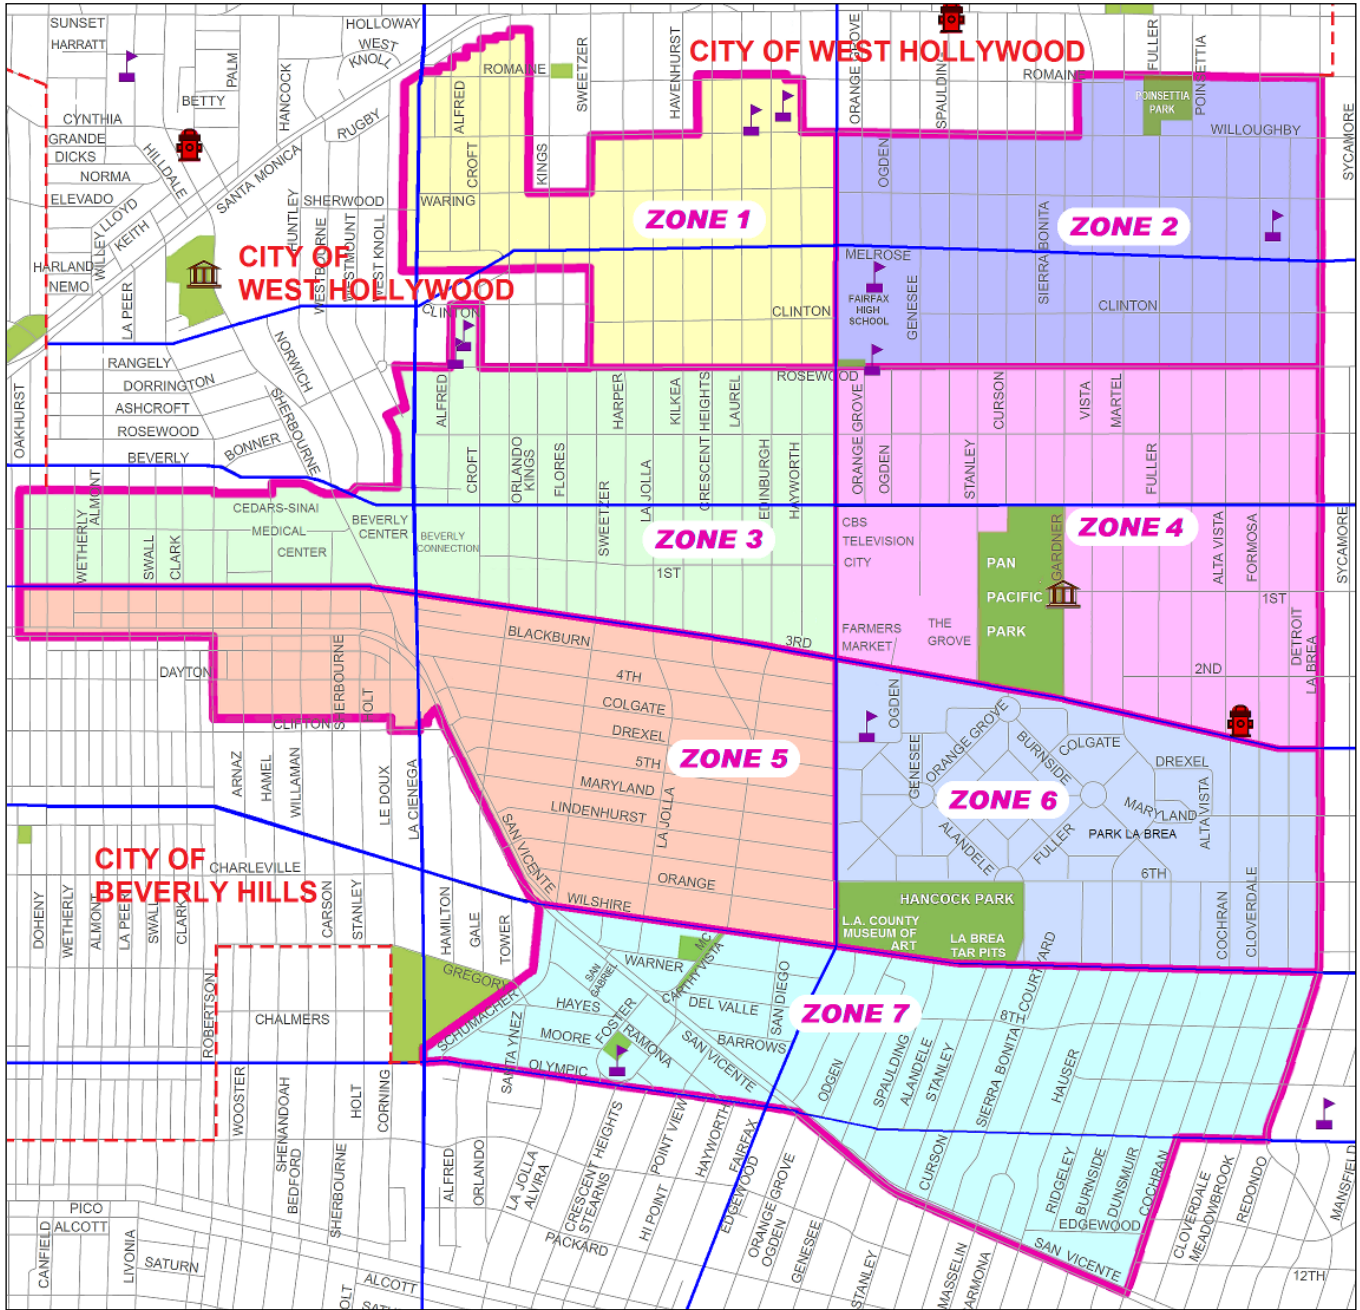 SUNSET
HARRATT
HOLLOWAY
WEST
KNOLL
PALM
HANCOCK
BETTY
RUGBY
CYNTHIA
GRANDE
DICKS
NORMA
ELEVADO
HILLDALE
SANTA MONICA
LLOYD
KEITH
WILLEY
HARLAND
NEMO
LA PEER
HUNTLEY
SHERWOOD
WESTBOURNE
WESTMOUNT
WEST KNOLL
CITY OF
WEST HOLLYWOOD
ROMAINE
ALFRED
CROFT
KINGS
SWEETZER
HAVENHURST
WARING
CITY OF WEST HOLLYWOOD
ORANGE GROVE
SPAULDING
ROMAINE
FULLER
POINSETTIA
POINSETTIA
PARK
WILLOUGHBY
SYCAMORE
OGDEN
ZONE 1
SIERRA BONITA
ZONE 2
MELROSE
FAIRFAX
HIGH
SCHOOL
GENESEE
CLINTON
CLINTON
CLINTON
ROSEWOOD
RANGELY
DORRINGTON
ASHCROFT
ROSEWOOD
BEVERLY
BONNER
NORWICH
SHERBOURNE
OAKHURST
ALFRED
CROFT
ORLANDO
KINGS
FLORES
SWEETZER
HARPER
LA JOLLA
KILKEA
CRESCENT HEIGHTS
LAUREL
EDINBURGH
HAYWORTH
ORANGE GROVE
OGDEN
STANLEY
CURSON
VISTA
MARTEL
FULLER
WETHERLY
ALMONT
SWALL
CLARK
CEDARS-SINAI
MEDICAL
CENTER
BEVERLY
CENTER
BEVERLY
CONNECTION
ZONE 3
1ST
CBS
TELEVISION
CITY
ZONE 4
PAN
PACIFIC
PARK
GARDNER
ALTA VISTA
FORMOSA
SYCAMORE
1ST
DETROIT
LA BREA
2ND
FARMERS
MARKET
THE
GROVE
3RD
BLACKBURN
4TH
COLGATE
DREXEL
5TH
MARYLAND
LINDENHURST
LA JOLLA
ORANGE
WILSHIRE
ZONE 5
DAYTON
CLIFTON
SHERBOURNE
HOLT
ARNAZ
HAMEL
WILLAMAN
LE DOUX
LA CIENEGA
SAN VICENTE
OGDEN
GENESEE
ORANGE GROVE
BURNSIDE
COLGATE
DREXEL
ZONE 6
MARYLAND
ALTA VISTA
PARK LA BREA
ALANDELE
FULLER
6TH
COCHRAN
CLOVERDALE
HANCOCK PARK
L.A. COUNTY
MUSEUM OF
ART
LA BREA
TAR PITS
CITY OF
BEVERLY HILLS
CHARLEVILLE
DOHENY
WETHERLY
ALMONT
LA PEER
SWALL
CLARK
CARSON
STANLEY
HAMILTON
GALE
TOWER
GREGORY
SCHUMACHER
ROBERTSON
CHALMERS
WARNER
SAN
GABRIEL
MC
CARTHY VISTA
HAYES
FOSTER
DEL VALLE
SAN DIEGO
MOORE
RAMONA
SAN VICENTE
BARROWS
SANTA YNEZ
OLYMPIC
ZONE 7
COURTYARD
8TH
ODGEN
SPAULDING
ALANDELE
STANLEY
SIERRA BONITA
HAUSER
WOOSTER
SHENANDOAH
BEDFORD
SHERBOURNE
HOLT
CORNING
ALFRED
ORLANDO
LA JOLLA
ALVIRA
CRESCENT HEIGHTS
STEARNS
PACKARD
POINT VIEW
HI POINT
HAYWORTH
FAIRFAX
EDGEWOOD
ORANGE GROVE
OGDEN
GENESEE
STANLEY
CURSON
RIDGELEY
BURNSIDE
DUNSMUIR
COCHRAN
EDGEWOOD
SAN VICENTE
CLOVERDALE
MEADOWBROOK
REDONDO
MANSFIELD
12TH
MASSELIN
PICO
ALCOTT
CANFIELD
LIVONIA
SATURN
ALCOTT